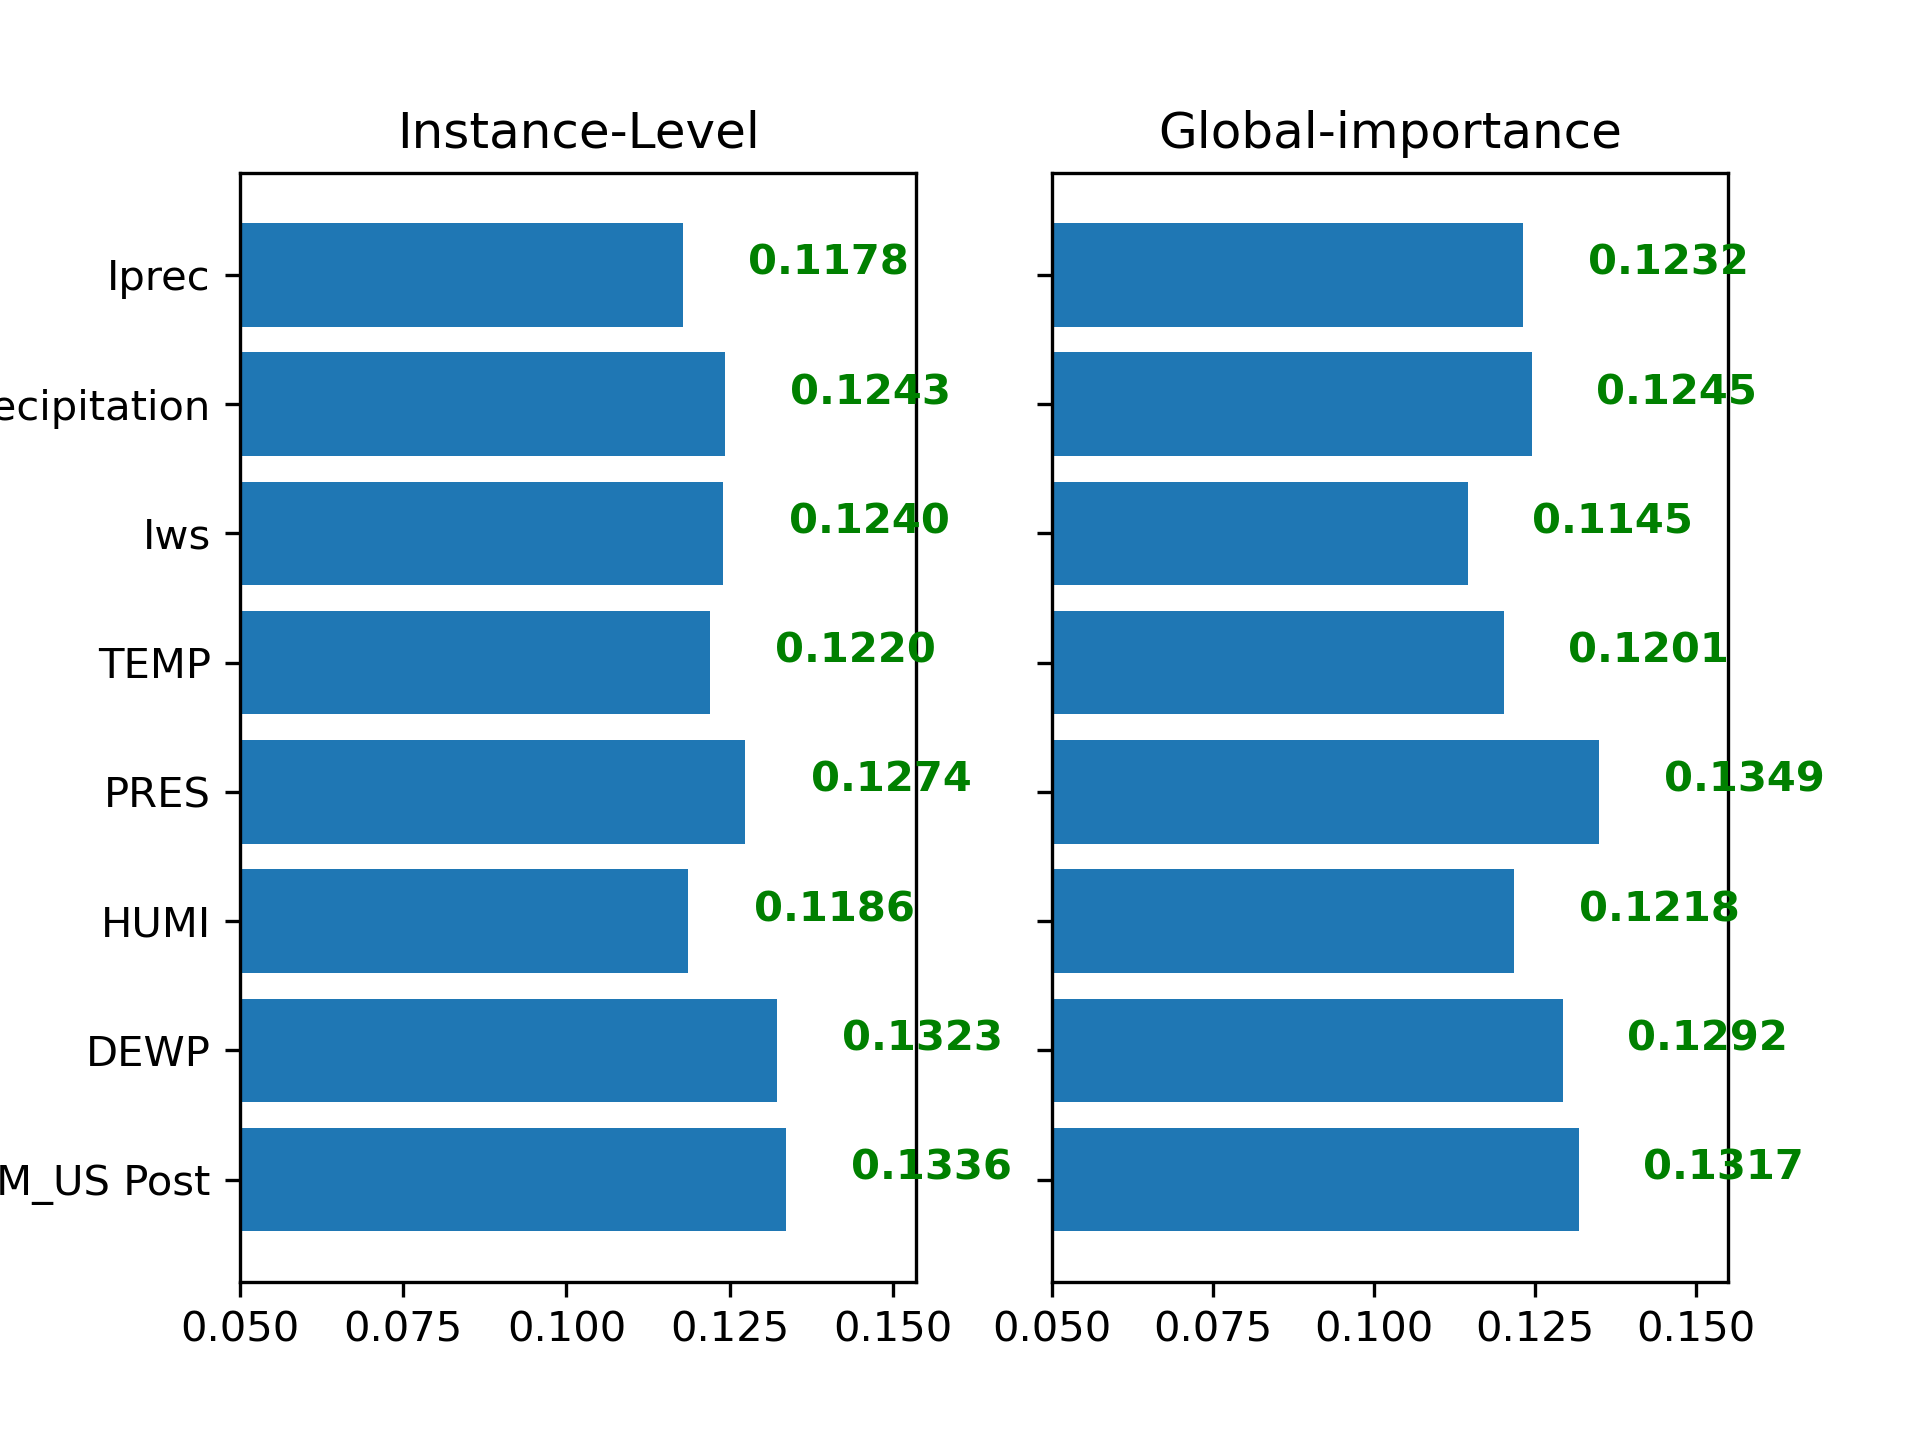 Instance-Level
Global-importance
Iprec
0.1178
0.1232
ecipitation
0.1243
0.1245
Iws
0.1240
0.1145
TEMP
0.1220
0.1201
PRES
0.1274
0.1349
HUMI
0.1186
0.1218
DEWP
0.1323
0.1292
M_US Post
0.1336
0.1317
0.050 0.075 0.100 0.125 0.150
0.050 0.075 0.100 0.125 0.150